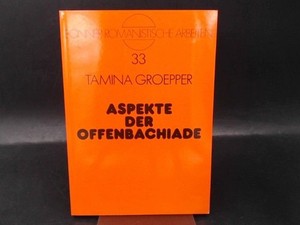 BONNER ROMANISTISCHE ARBEITEN
33
TAMINA GROEPPER
ASPEKTE
DER
OFFENBACHIADE